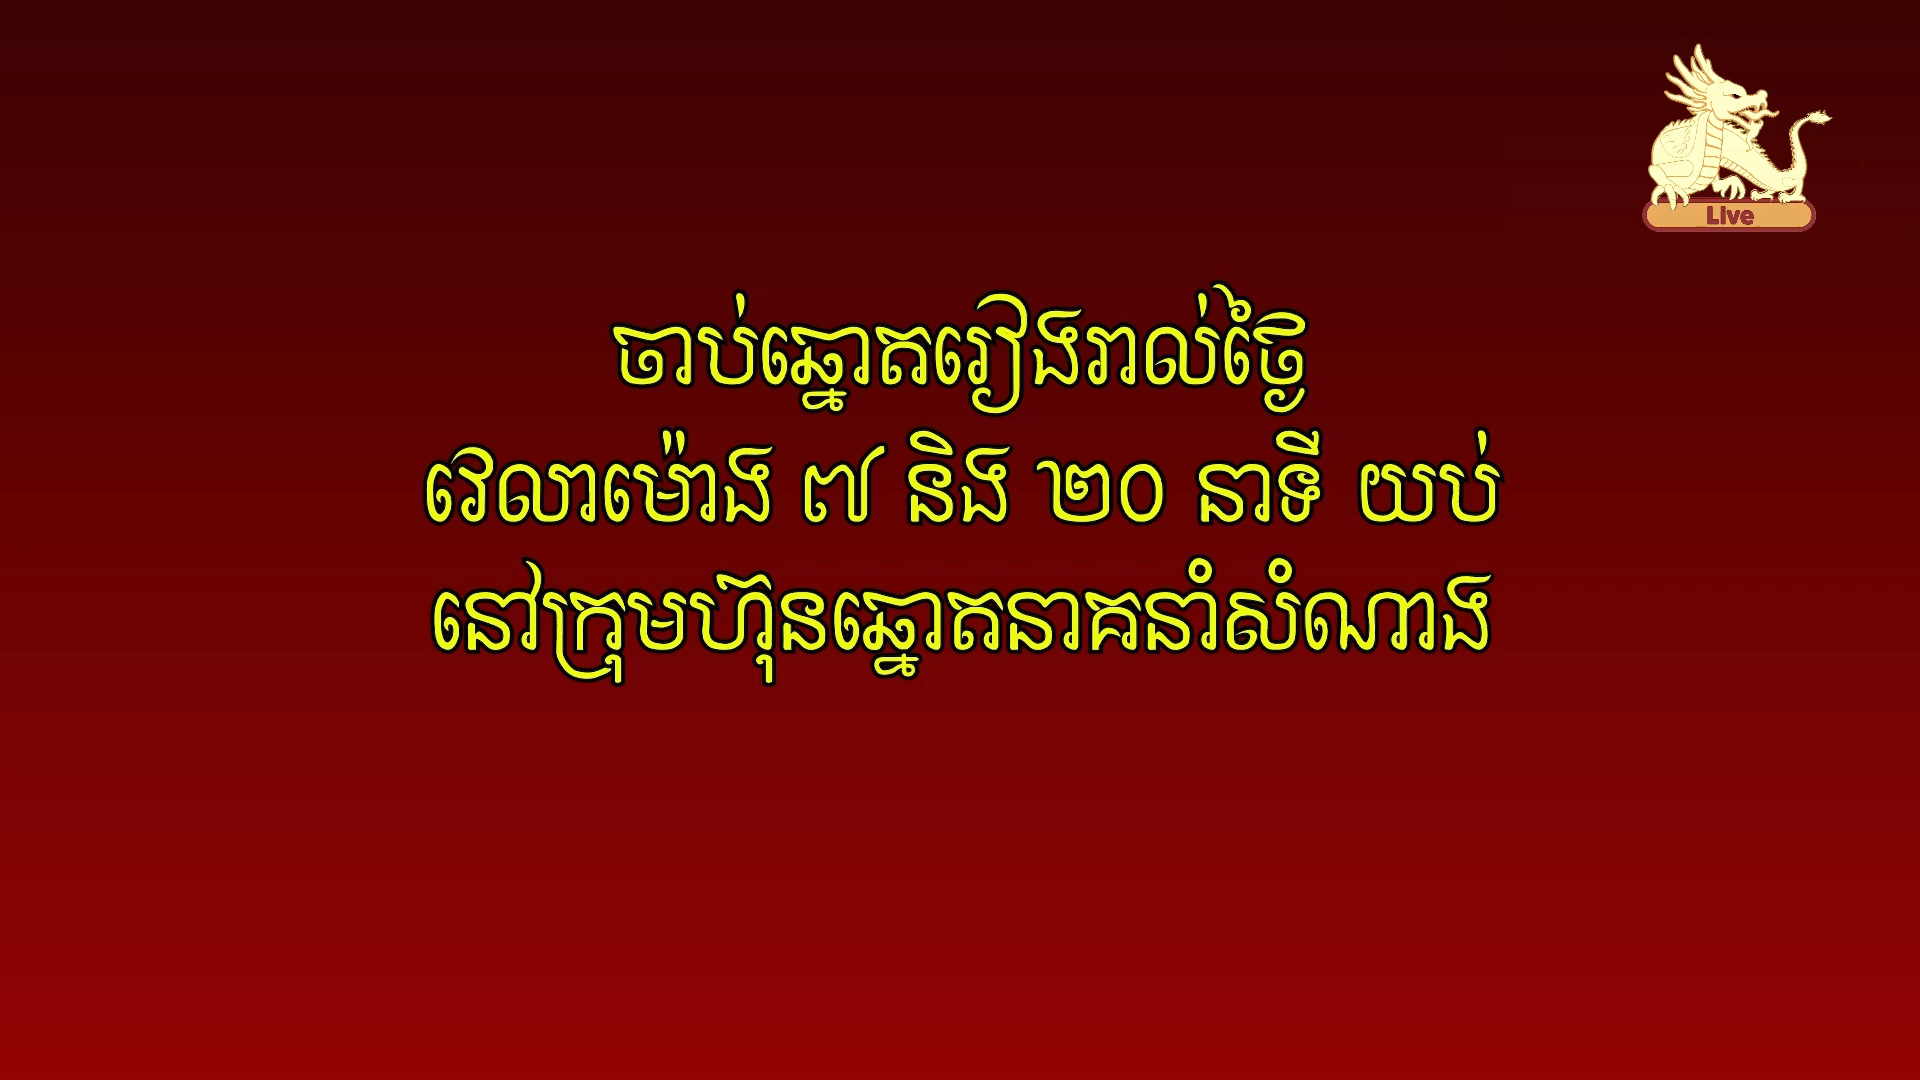 Live
ចាប់ឆ្នោតរៀងរាល់ថ្ងៃ
វេលាម៉ោង ៧ និង ២០ នាទី យប់
នៅក្រុមហ៊ុនឆ្នោតនាគនាំសំណាង